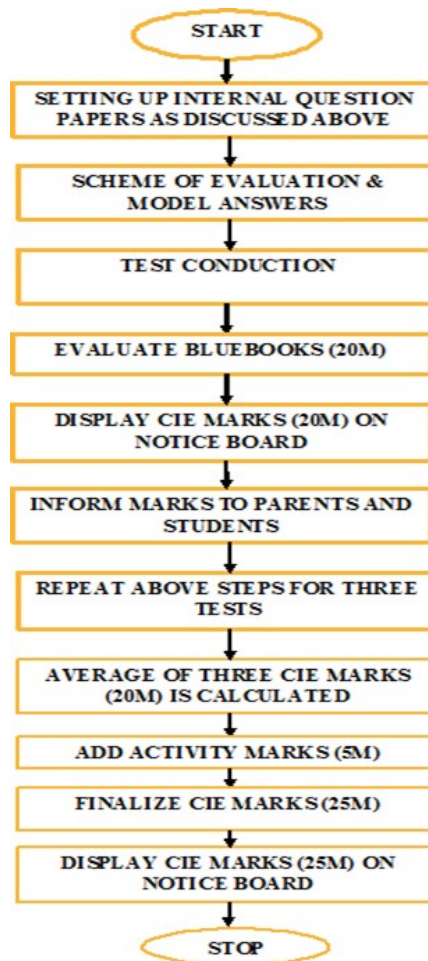 START
SETTING UP INTERNAL QUESTION
PAPERS AS DISCUSSED ABOVE
SCHEME OF EVALUATION &
MODEL ANSWERS
TEST CONDUCTION
EVALUATE BLUEBOOKS (20M)
DISPLAY CIE MARKS (20M) ON
NOTICE BOARD
INFORM MARKS TO PARENTS AND
STUDENTS
REPEAT ABOVE STEPS FOR THREE
TESTS
AVERAGE OF THREE CIE MARKS
(20M) IS CALCULATED
ADD ACTIVITY MARKS (5M)
FINALIZE CIE MARKS (25M)
DISPLAY CIE MARKS (25M) ON
NOTICE BOARD
STOP